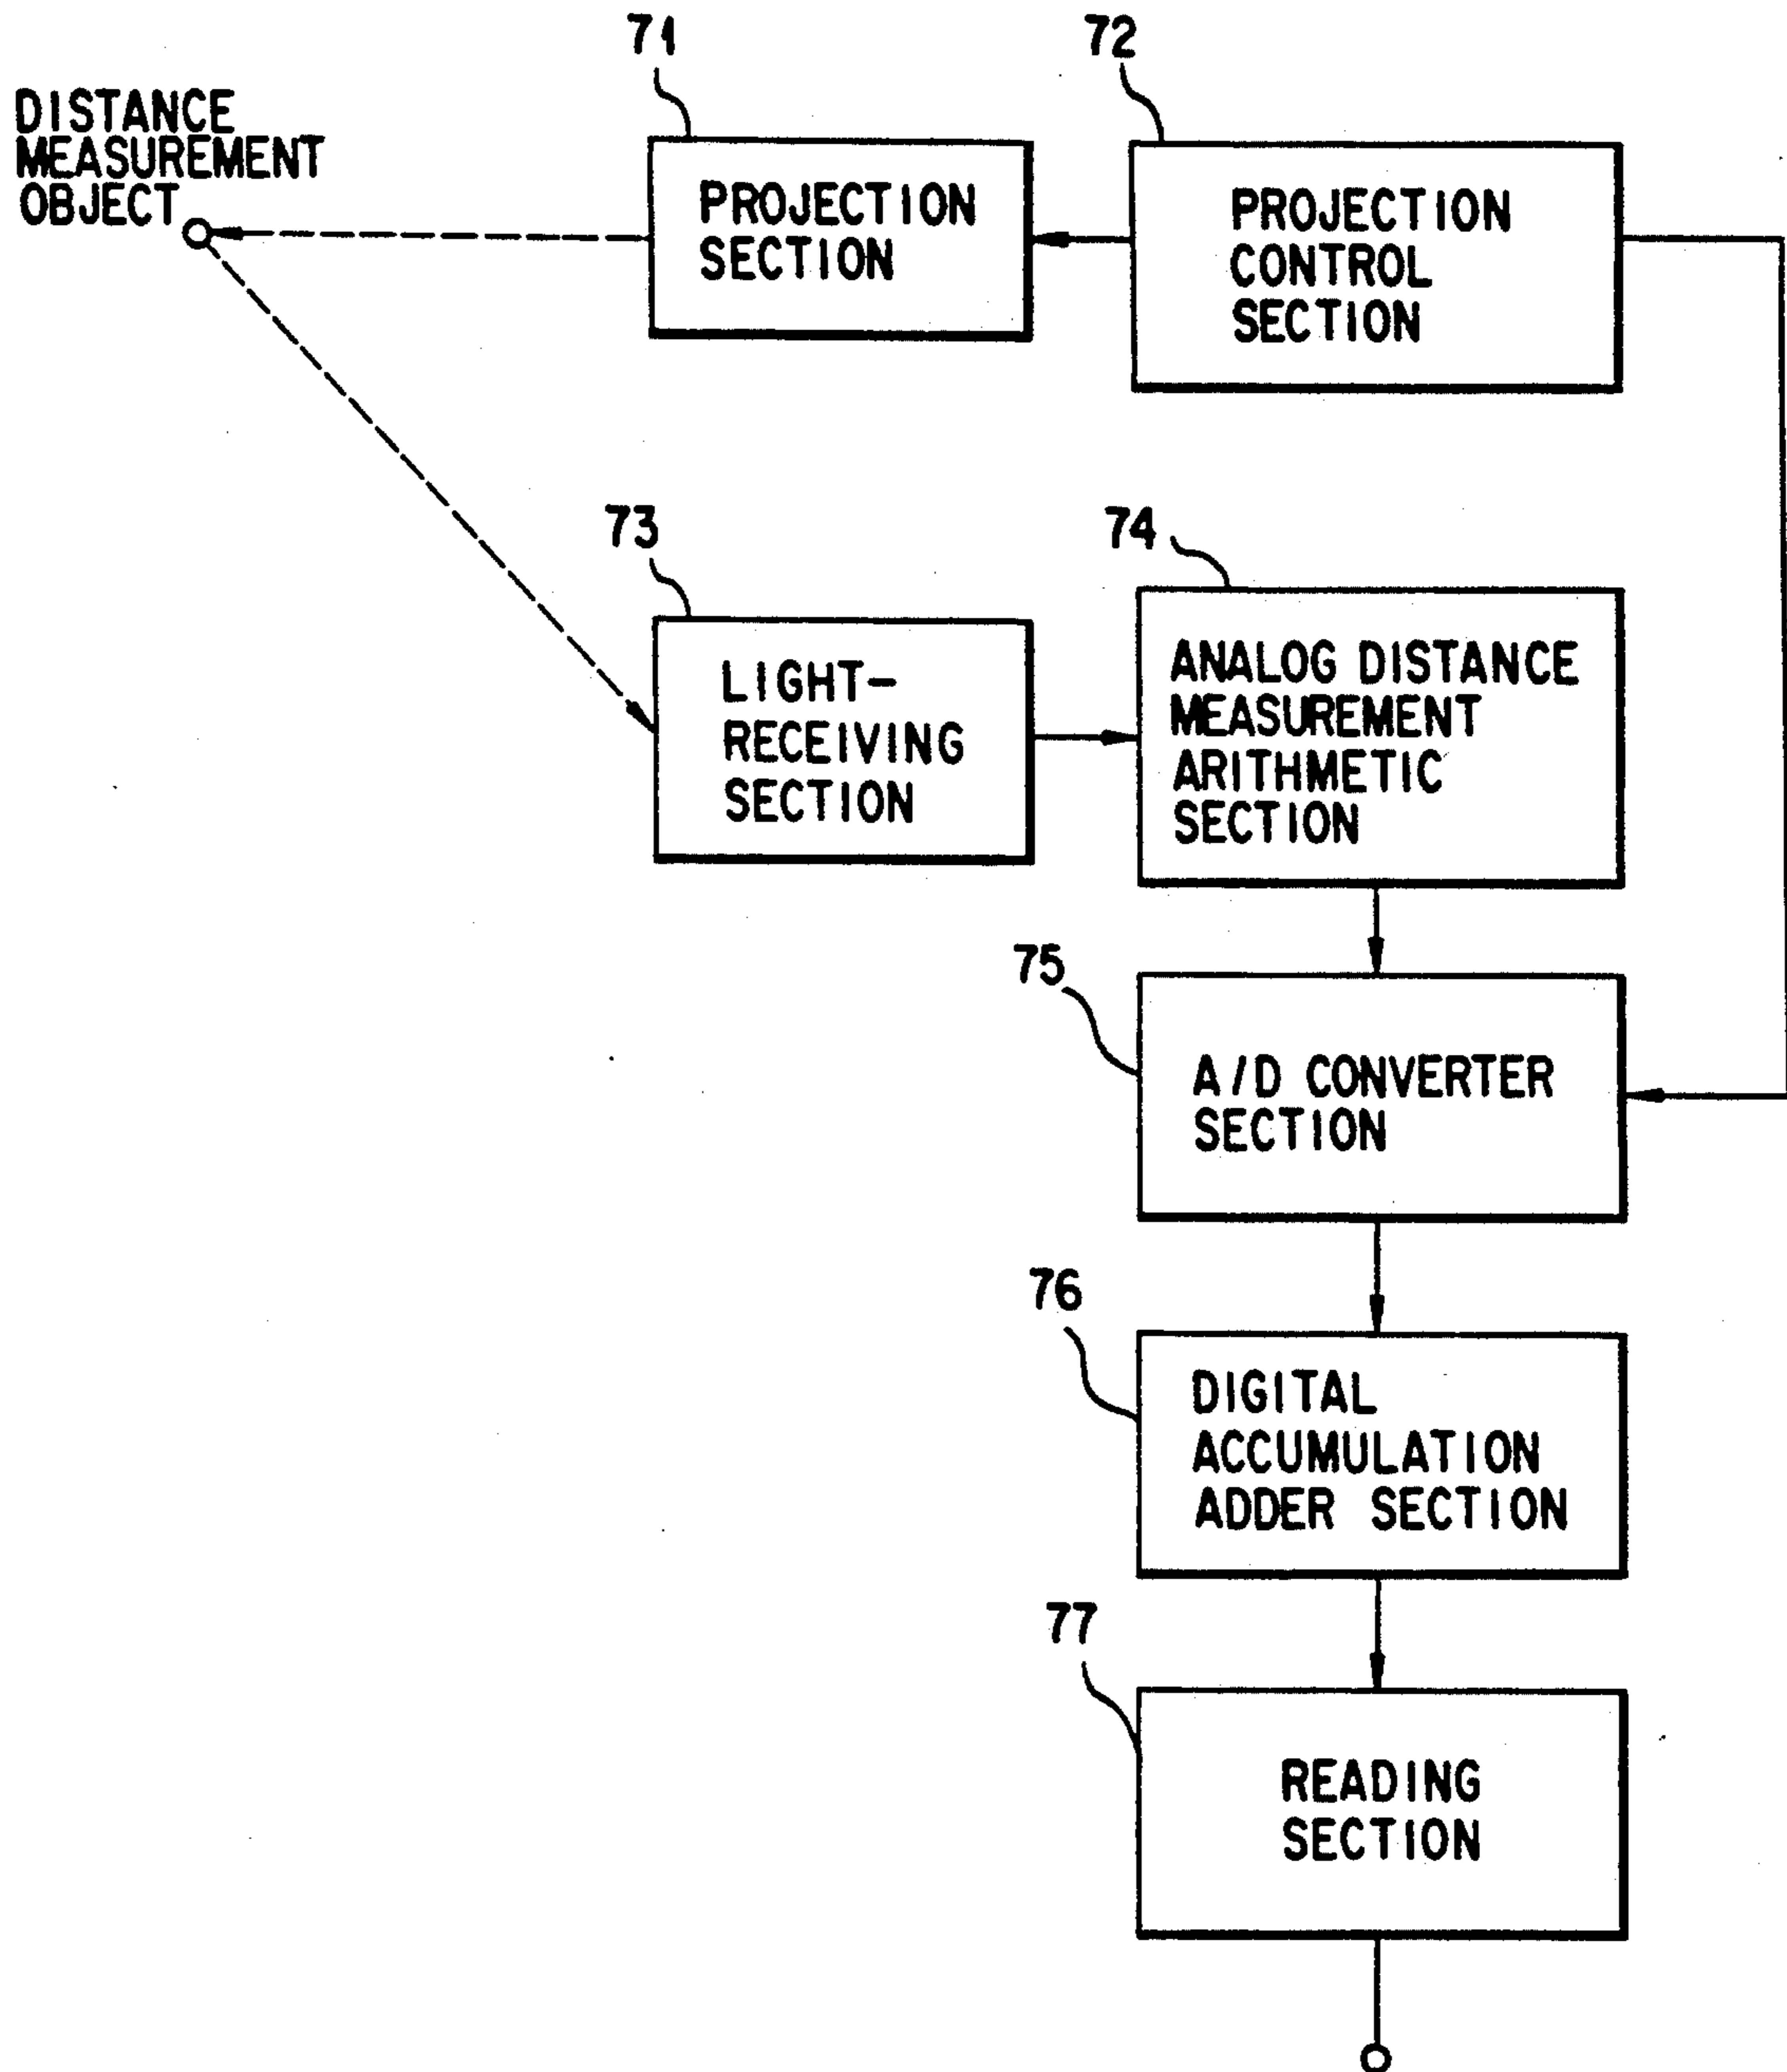 71
72
DISTANCE
MEASUREMENT
OBJECT
PROJECTION
SECTION
PROJECTION
CONTROL
SECTION
73
74
LIGHT-
RECEIVING
SECTION
ANALOG DISTANCE
MEASUREMENT
ARITHMETIC
SECTION
75
A/D CONVERTER
SECTION
76
DIGITAL
ACCUMULATION
ADDER SECTION
77
READING
SECTION